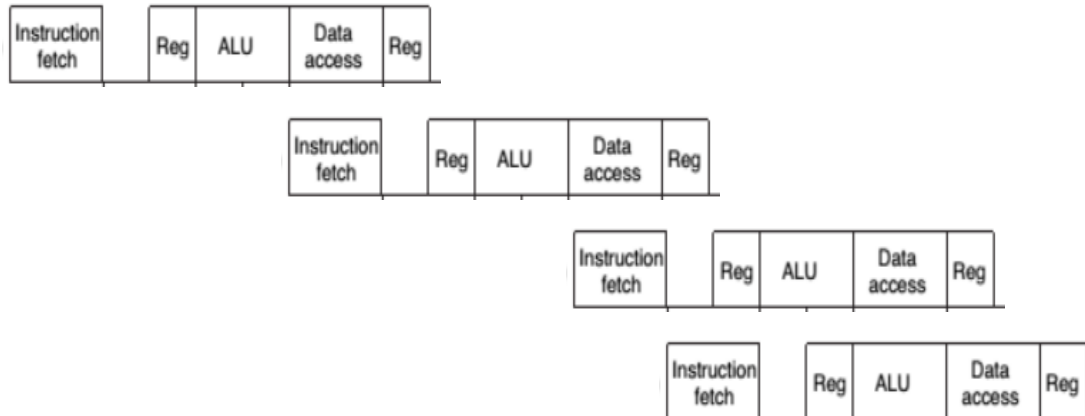 Instruction
fetch
Reg
ALU
Data
access
Reg
Instruction
fetch
Reg
ALU
Data
access
Reg
Instruction
fetch
Reg
ALU
Data
access
Reg
Instruction
fetch
Reg
ALU
Data
access
Reg